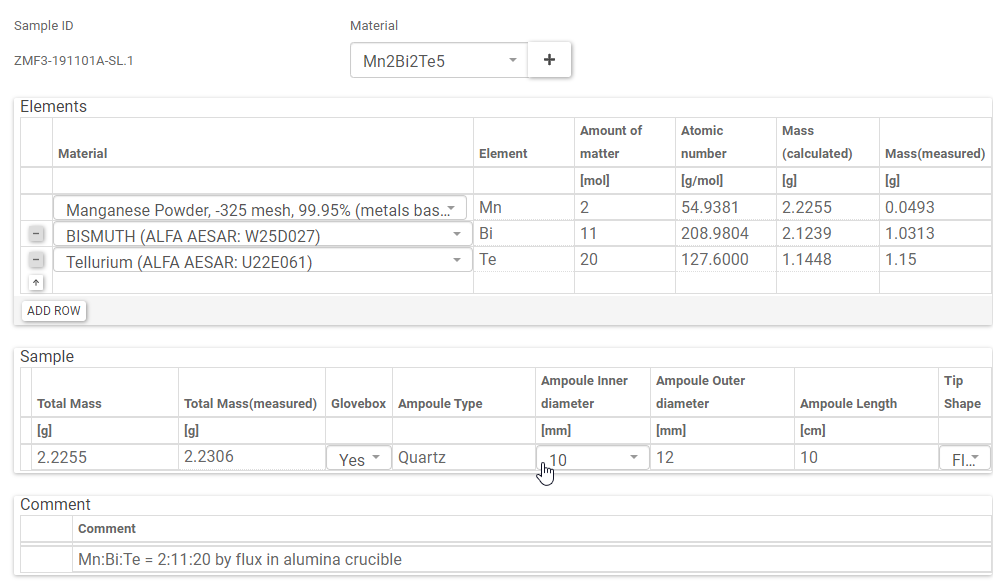 Sample ID
Material
ZMF3-191101A-SL.1
Mn2Bi2Te5
+
Elements
Material
Element
Amount of matter
Atomic number
Mass (calculated)
Mass(measured)
[mol]
[g/mol]
[g]
[g]
Manganese Powder, -325 mesh, 99.95% (metals bas... Mn 2 54.9381 2.2255 0.0493
BISMUTH (ALFA AESAR: W25D027) Bi 11 208.9804 2.1239 1.0313
Tellurium (ALFA AESAR: U22E061) Te 20 127.6000 1.1448 1.15
ADD ROW
Sample
Total Mass
Total Mass(measured)
Glovebox
Ampoule Type
Ampoule Inner diameter
Ampoule Outer diameter
Ampoule Length
Tip Shape
[g]
[g]
[mm]
[mm]
[cm]
2.2255 2.2306 Yes Quartz 10 12 10 Fl...
Comment
Comment
Mn:Bi:Te = 2:11:20 by flux in alumina crucible